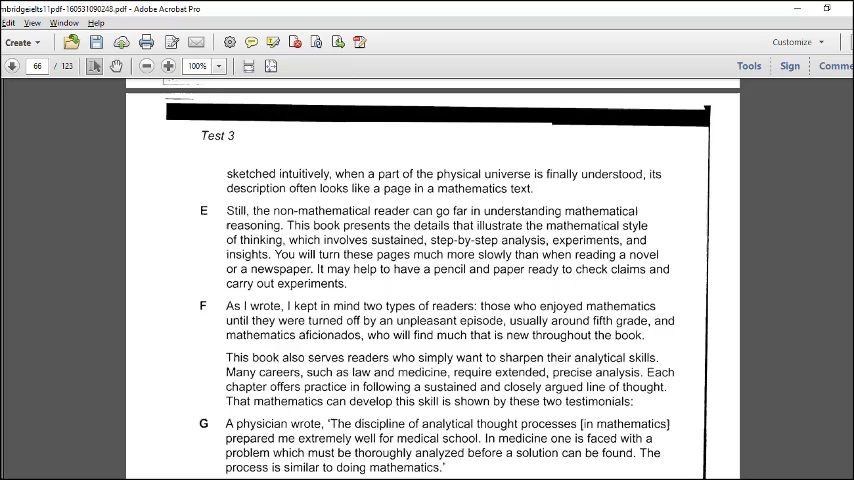 mbridgeielts11pdf-160531090248.pdf - Adobe Acrobat Pro
Edit View Window Help
Create Customize
66 / 123 100% Tools Sign Comme
Test 3
sketched intuitively, when a part of the physical universe is finally understood, its
description often looks like a page in a mathematics text.
E Still, the non-mathematical reader can go far in understanding mathematical
reasoning. This book presents the details that illustrate the mathematical style
of thinking, which involves sustained, step-by-step analysis, experiments, and
insights. You will turn these pages much more slowly than when reading a novel
or a newspaper. It may help to have a pencil and paper ready to check claims and
carry out experiments.
F As I wrote, I kept in mind two types of readers: those who enjoyed mathematics
until they were turned off by an unpleasant episode, usually around fifth grade, and
mathematics aficionados, who will find much that is new throughout the book.
This book also serves readers who simply want to sharpen their analytical skills.
Many careers, such as law and medicine, require extended, precise analysis. Each
chapter offers practice in following a sustained and closely argued line of thought.
That mathematics can develop this skill is shown by these two testimonials:
G A physician wrote, 'The discipline of analytical thought processes [in mathematics]
prepared me extremely well for medical school. In medicine one is faced with a
problem which must be thoroughly analyzed before a solution can be found. The
process is similar to doing mathematics.'